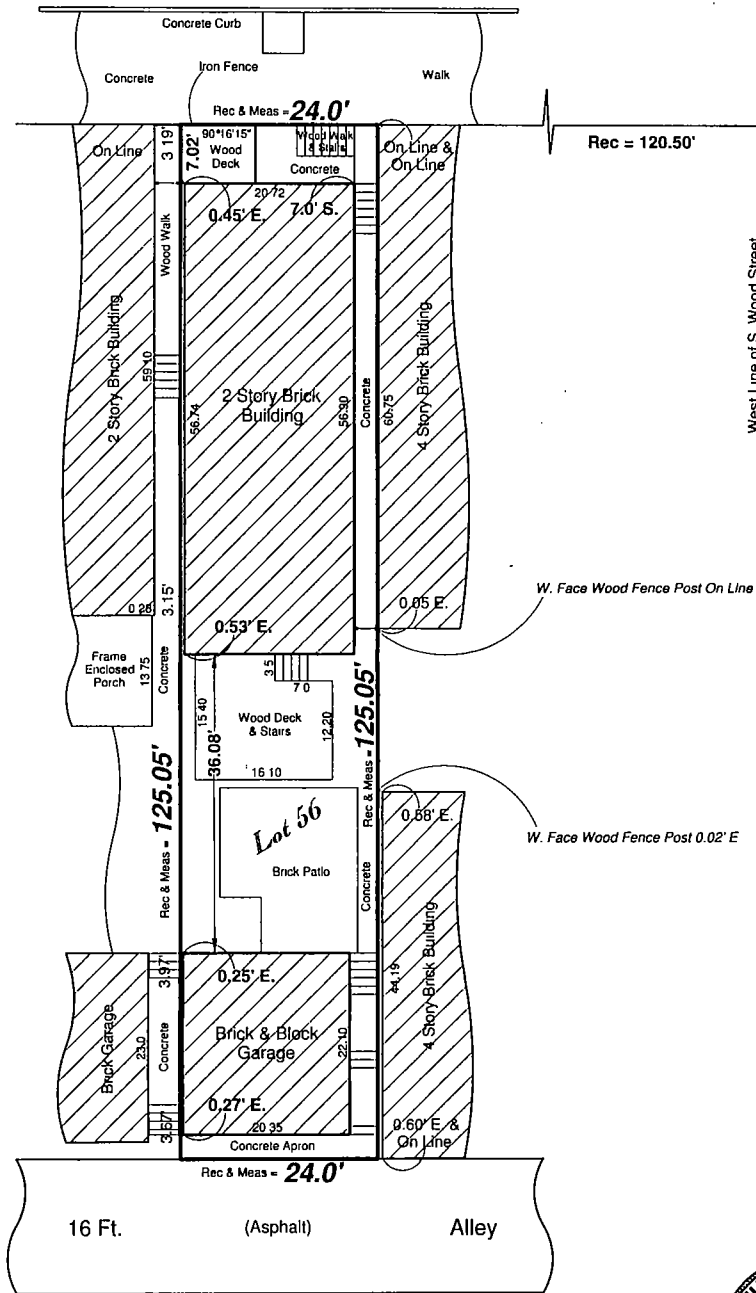 Concrete Curb
Iron Fence
Concrete
Walk
Rec & Meas = 24.0'
On Line
3 19'
7.02'
90°16'15"
Wood
Deck
Wood Walk
& Stairs
Concrete
On Line &
On Line
Rec = 120.50'
20 72
0.45' E.
7.0' S.
Wood Walk
West Line of S. Wood Street
2 Story Brick Building
59 10
56.74
2 Story Brick
Building
56.90
Concrete
60.75
4 Story Brick Building
W. Face Wood Fence Post On Line
0 28
3.15'
0.53' E.
0.05 E.
Frame
Enclosed
Porch
13 75
Concrete
3 5
7 0
15 40
Wood Deck
& Stairs
12.20
36.08'
16 10
Rec & Meas = 125.05'
Rec & Meas = 125.05'
Lot 56
Brick Patio
Concrete
0.58' E.
W. Face Wood Fence Post 0.02' E
3.97'
0.25' E.
44.19
4 Story Brick Building
Brick Garage
23.0
Concrete
Brick & Block
Garage
22.10
3.67'
0.27' E.
20 35
0.60' E. &
On Line
Concrete Apron
Rec & Meas = 24.0'
16 Ft.
(Asphalt)
Alley